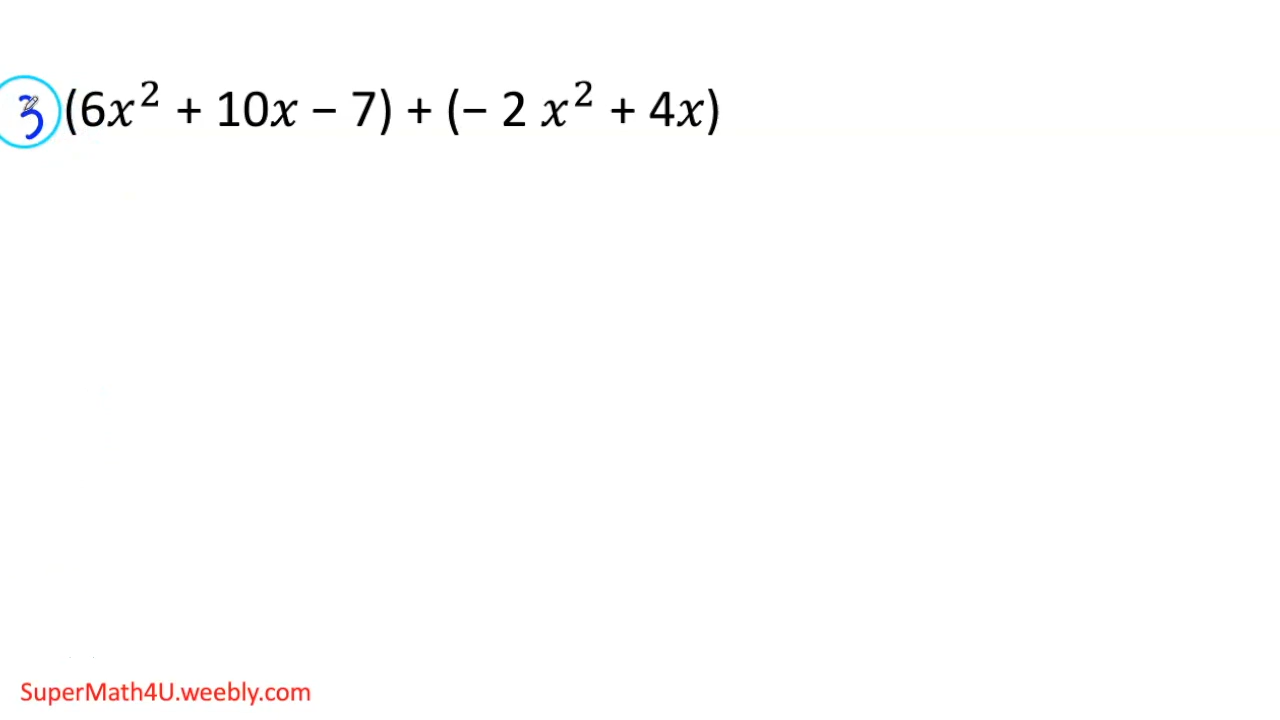 3 (6x² + 10x − 7) + (− 2 x² + 4x)
SuperMath4U.weebly.com